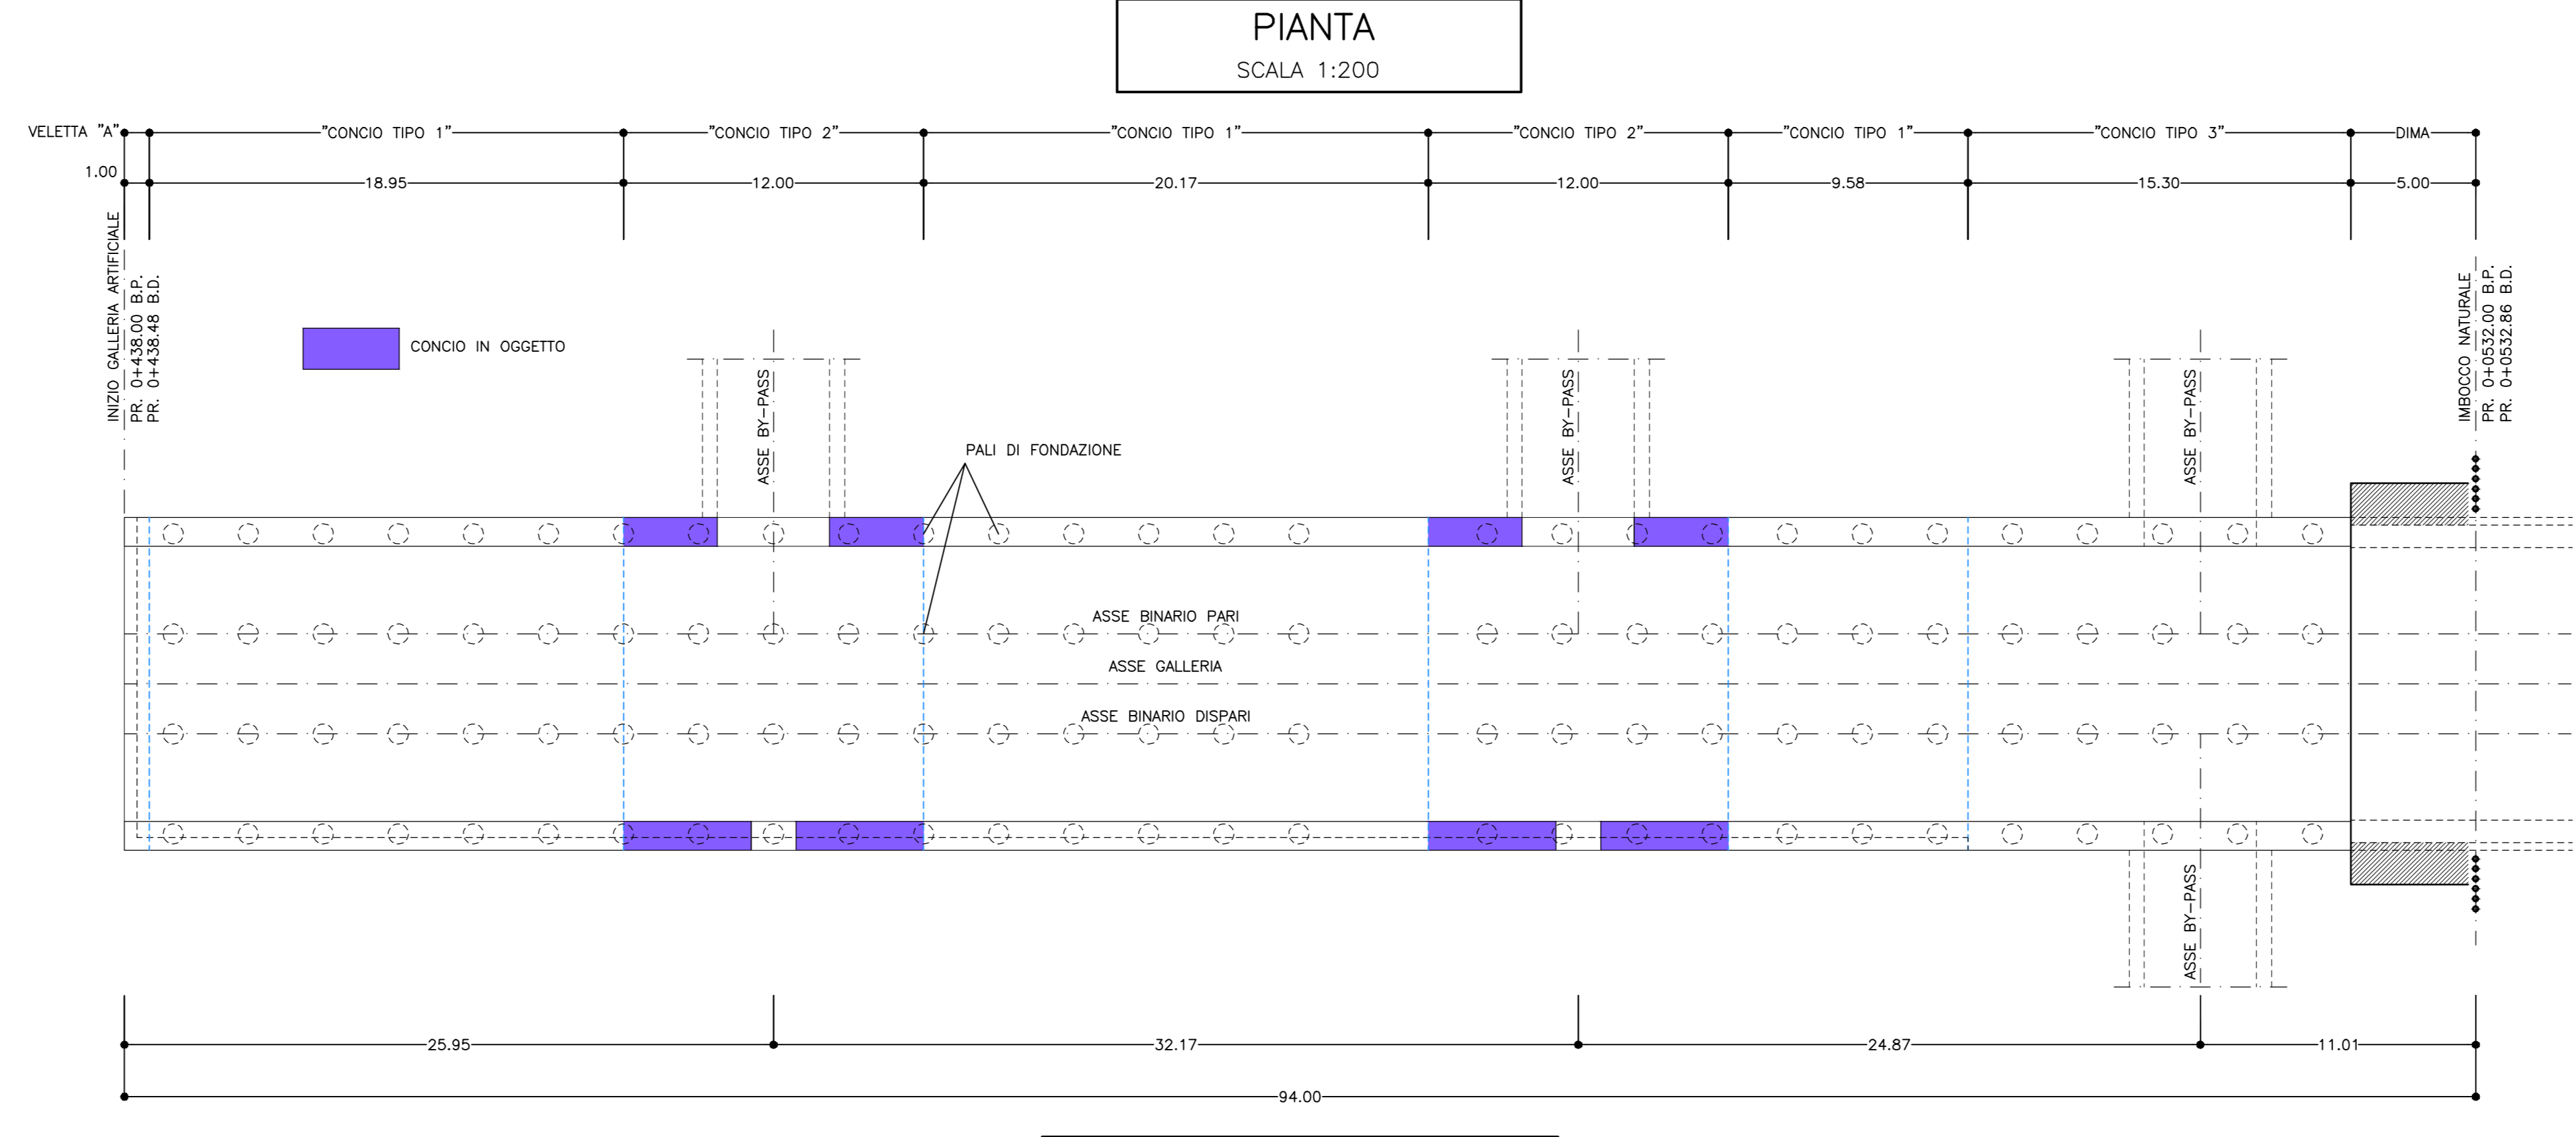 PIANTA
SCALA 1:200
VELETTA "A" "CONCIO TIPO 1" "CONCIO TIPO 2" "CONCIO TIPO 1" "CONCIO TIPO 2" "CONCIO TIPO 1" "CONCIO TIPO 3" DIMA
1.00 18.95 12.00 20.17 12.00 9.58 15.30 5.00
INIZIO GALLERIA ARTIFICIALE
PR. 0+438.00 B.P.
PR. 0+438.48 B.D.
IMBOCCO NATURALE
PR. 0+0532.00 B.P.
PR. 0+0532.86 B.D.
CONCIO IN OGGETTO
ASSE BY-PASS
ASSE BY-PASS
ASSE BY-PASS
PALI DI FONDAZIONE
ASSE BINARIO PARI
ASSE GALLERIA
ASSE BINARIO DISPARI
ASSE BY-PASS
25.95 32.17 24.87 11.01
94.00